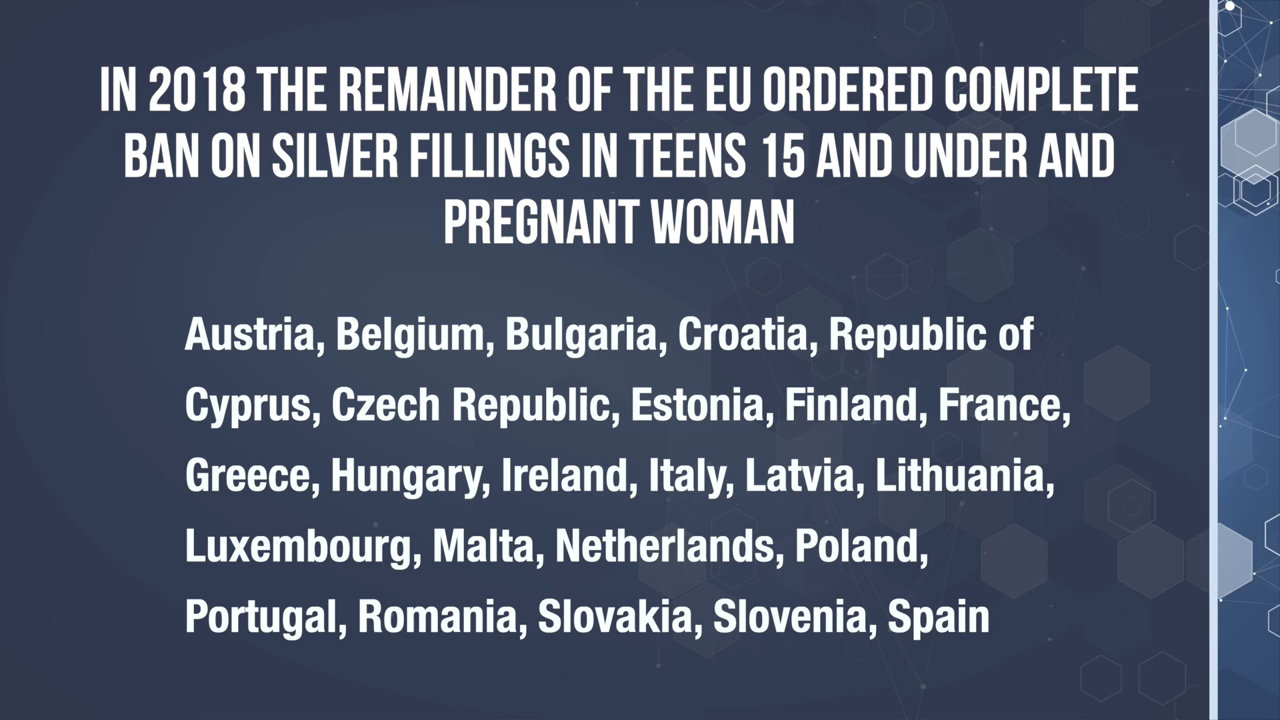 IN 2018 THE REMAINDER OF THE EU ORDERED COMPLETE
BAN ON SILVER FILLINGS IN TEENS 15 AND UNDER AND
PREGNANT WOMAN
Austria, Belgium, Bulgaria, Croatia, Republic of
Cyprus, Czech Republic, Estonia, Finland, France,
Greece, Hungary, Ireland, Italy, Latvia, Lithuania,
Luxembourg, Malta, Netherlands, Poland,
Portugal, Romania, Slovakia, Slovenia, Spain